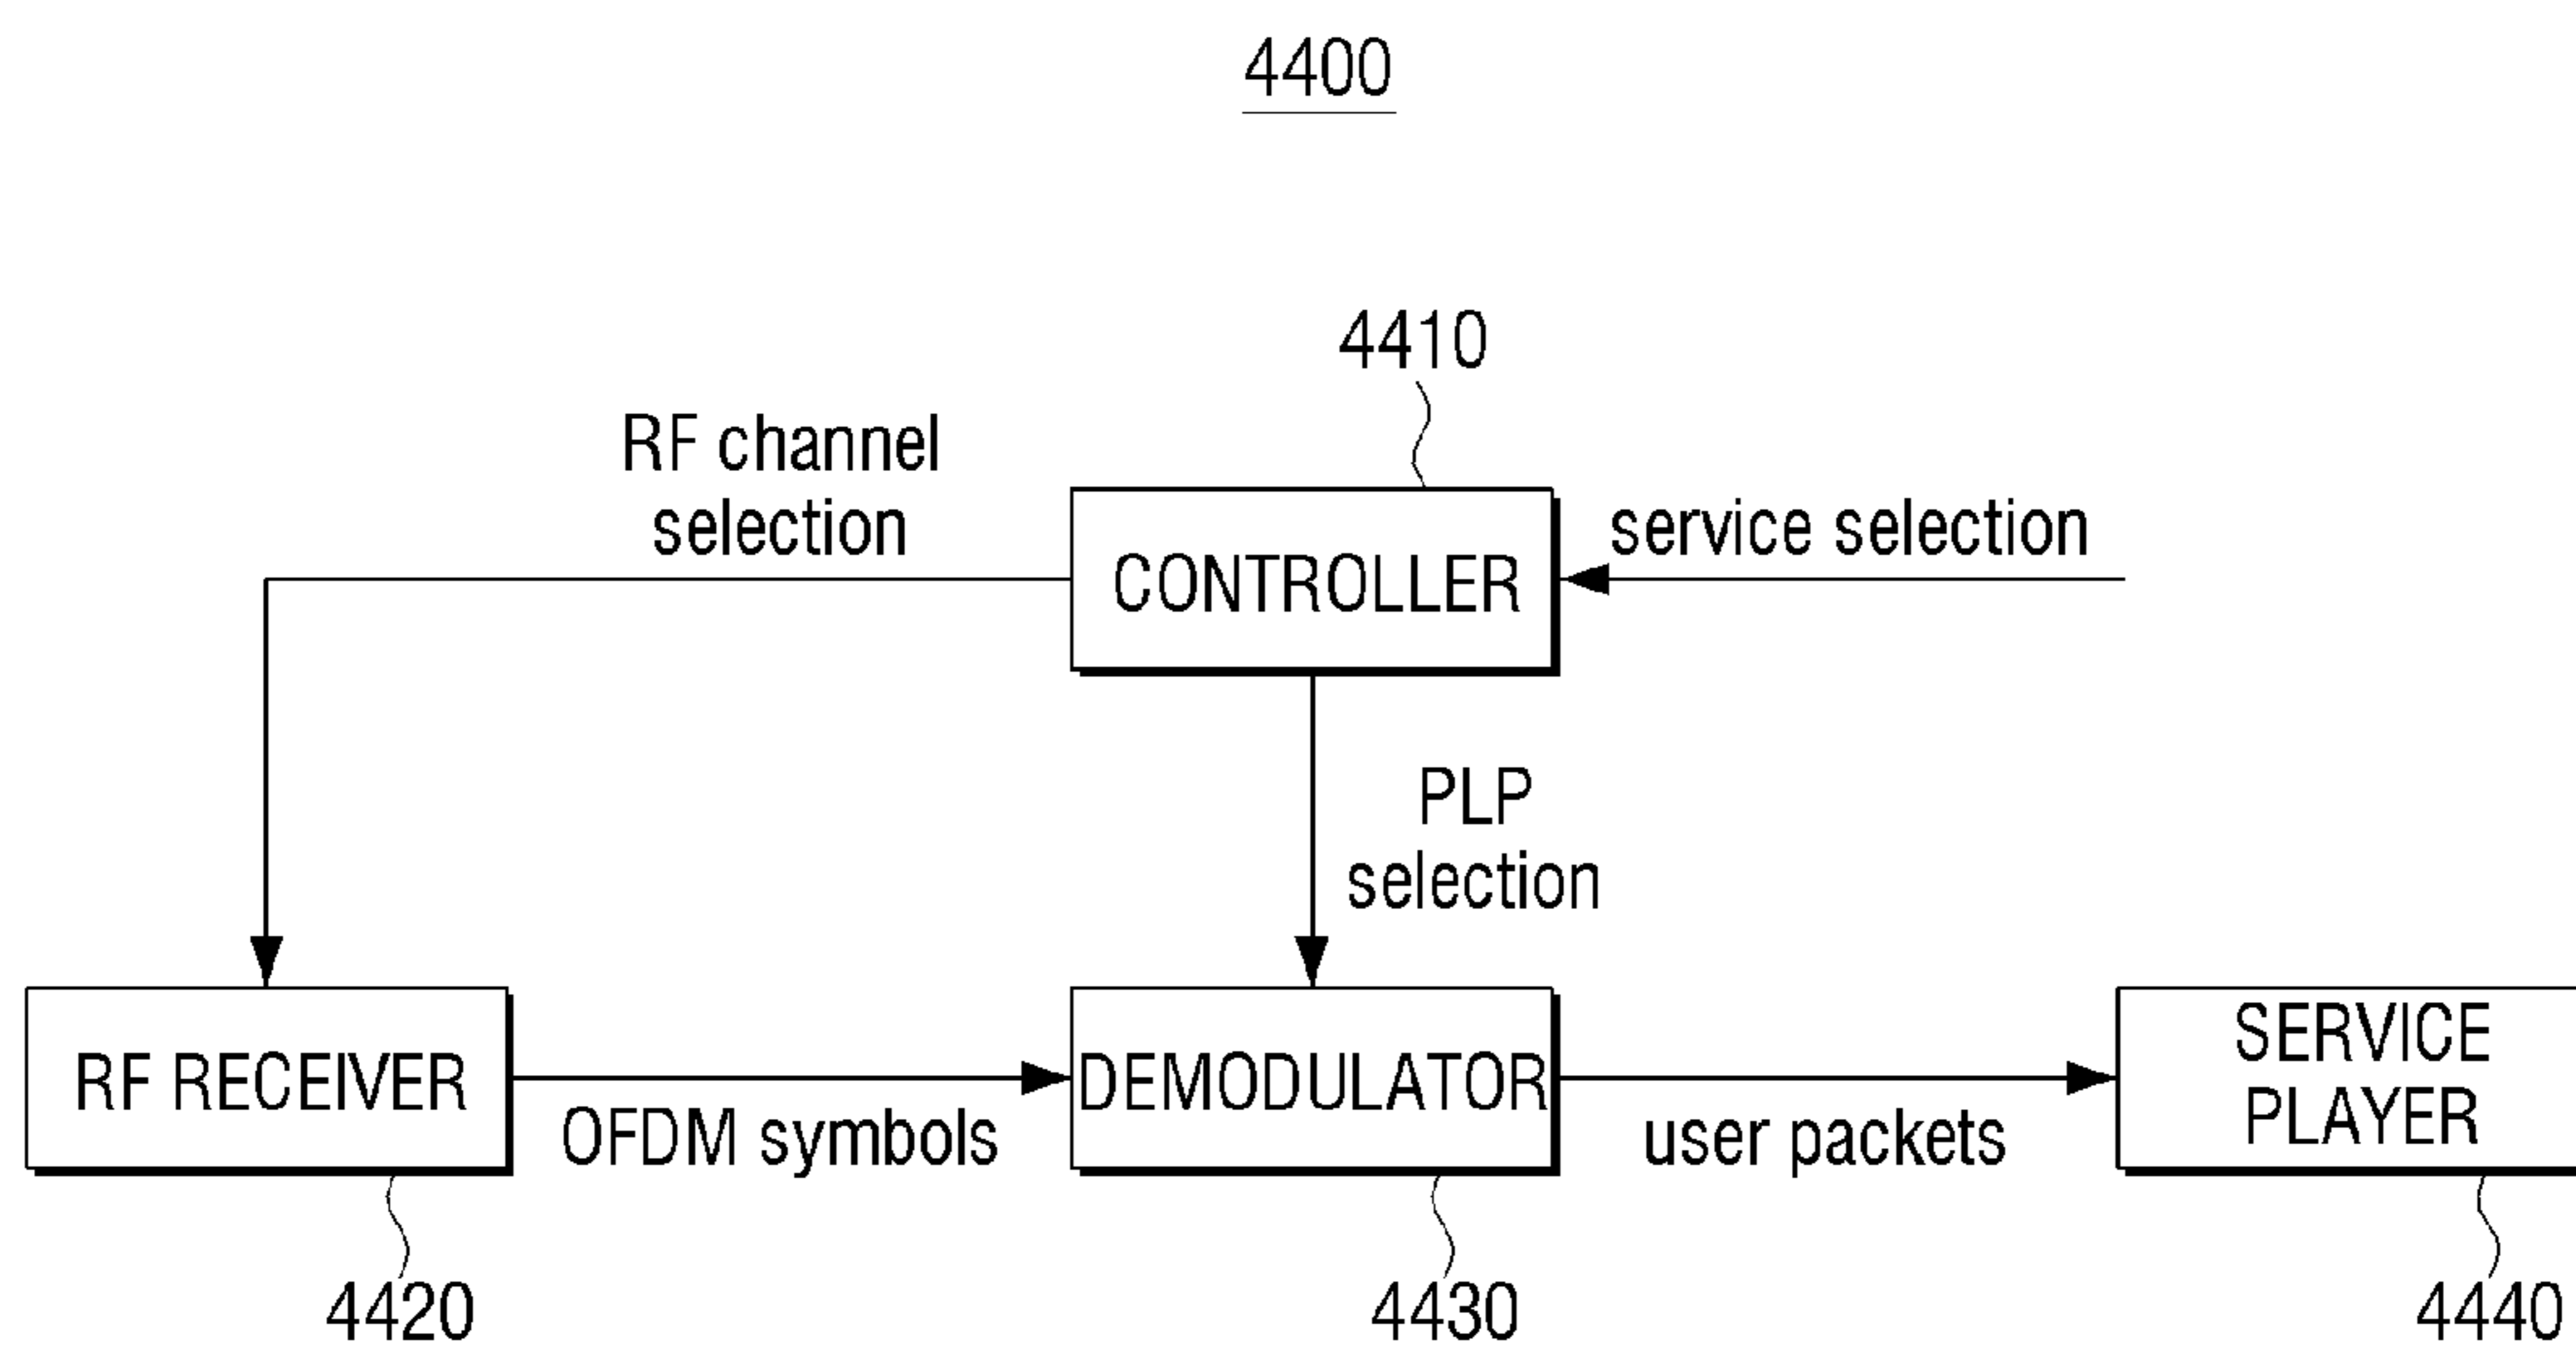 4400
4410
RF channel
selection
CONTROLLER
service selection
PLP
selection
RF RECEIVER
OFDM symbols
DEMODULATOR
user packets
SERVICE
PLAYER
4420
4430
4440